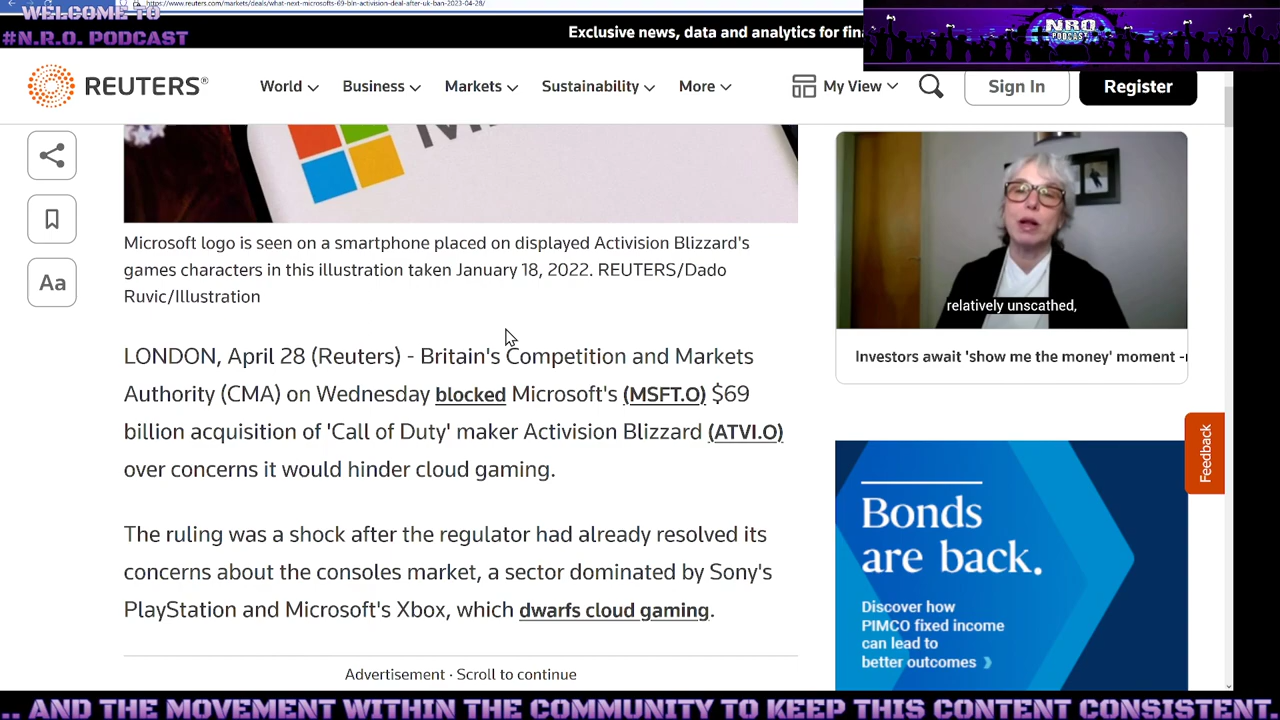 WELCOME TO
#N.R.O. PODCAST
https://www.reuters.com/markets/deals/what-next-microsofts-69-bln-activision-deal-after-uk-ban-2023-04-28/
Exclusive news, data and analytics for fina
N.R.O
PODCAST
REUTERS®
World
Business
Markets
Sustainability
More
My View
Sign In
Register
Microsoft logo is seen on a smartphone placed on displayed Activision Blizzard's
games characters in this illustration taken January 18, 2022. REUTERS/Dado
Ruvic/Illustration
LONDON, April 28 (Reuters) - Britain's Competition and Markets
Authority (CMA) on Wednesday blocked Microsoft's (MSFT.O) $69
billion acquisition of 'Call of Duty' maker Activision Blizzard (ATVI.O)
over concerns it would hinder cloud gaming.
The ruling was a shock after the regulator had already resolved its
concerns about the consoles market, a sector dominated by Sony's
PlayStation and Microsoft's Xbox, which dwarfs cloud gaming.
Advertisement · Scroll to continue
Aa
relatively unscathed,
Investors await 'show me the money' moment -
Feedback
Bonds
are back.
Discover how
PIMCO fixed income
can lead to
better outcomes
.. AND THE MOVEMENT WITHIN THE COMMUNITY TO KEEP THIS CONTENT CONSISTENT.